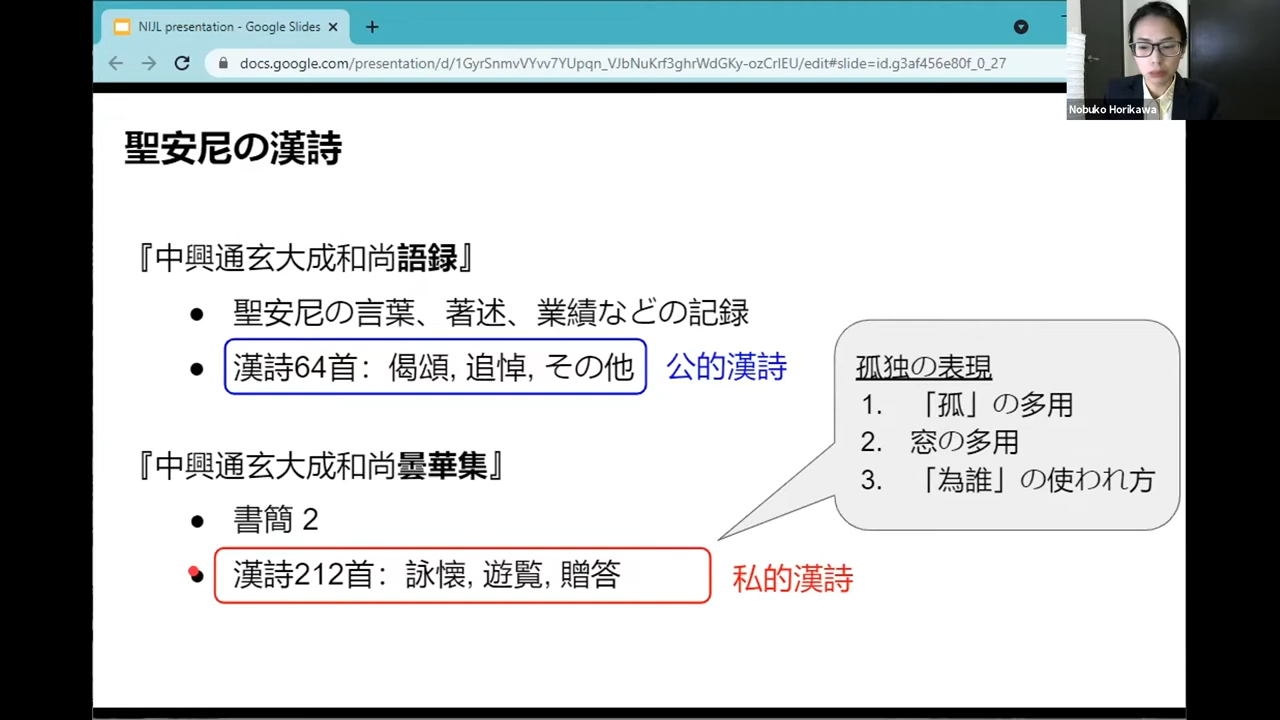 NIJL presentation - Google Slides
docs.google.com/presentation/d/1GyrSnmvVYvv7YUpqn_VJbNuKrf3ghrWdGKy-ozCrIEU/edit#slide=id.g3af456e80f_0_27
Nobuko Horikawa
聖安尼の漢詩
『中興通玄大成和尚語録』
● 聖安尼の言葉、著述、業績などの記録
● 漢詩64首：偈頌, 追悼, その他 公的漢詩
『中興通玄大成和尚曇華集』
● 書簡 2
● 漢詩212首：詠懐, 遊覧, 贈答 私的漢詩
孤独の表現
1. 「孤」の多用
2. 窓の多用
3. 「為誰」の使われ方